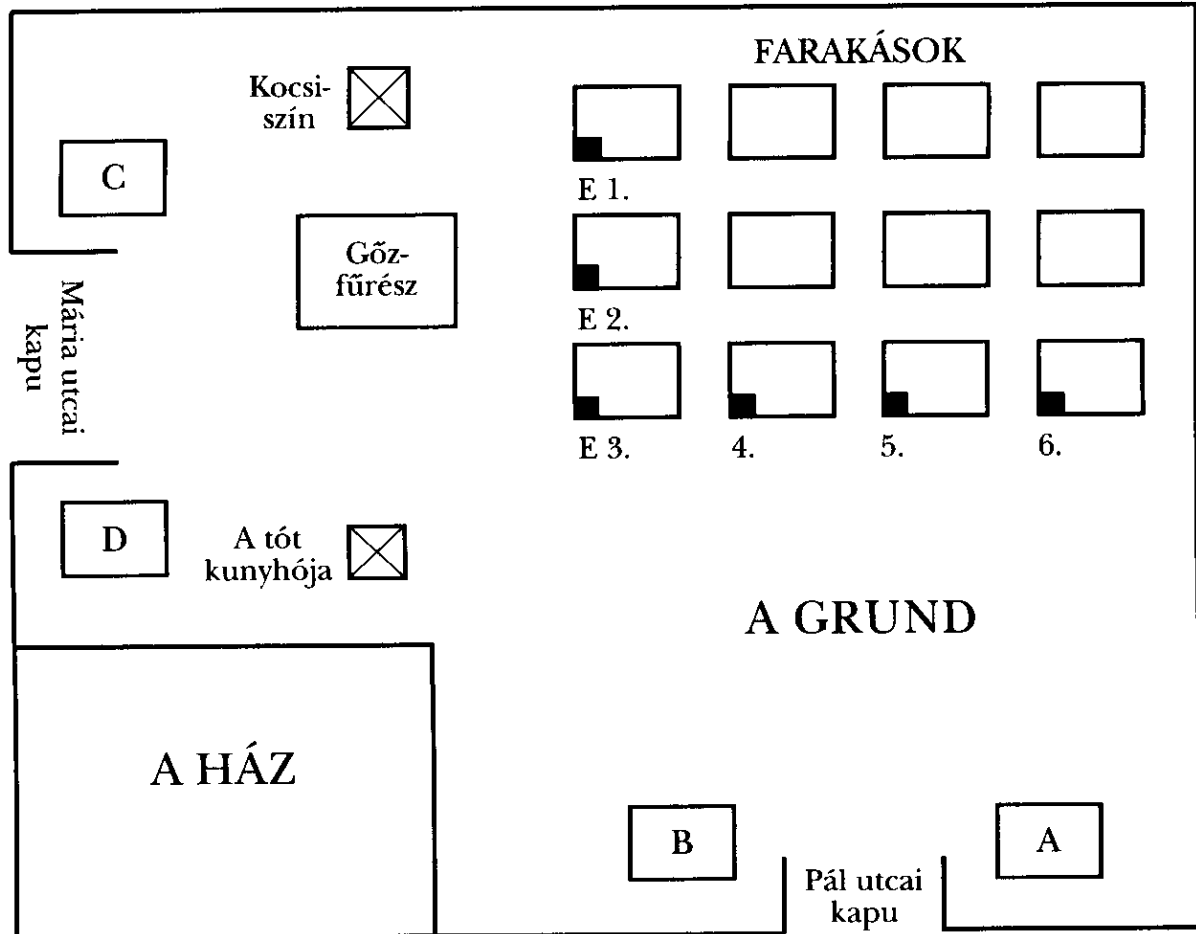 FARAKÁSOK
Kocsi-
szín
C
E 1.
Gőz-
fűrész
E 2.
Mária utcai
kapu
E 3.
4.
5.
6.
D
A tót
kunyhója
A GRUND
A HÁZ
B
A
Pál utcai
kapu